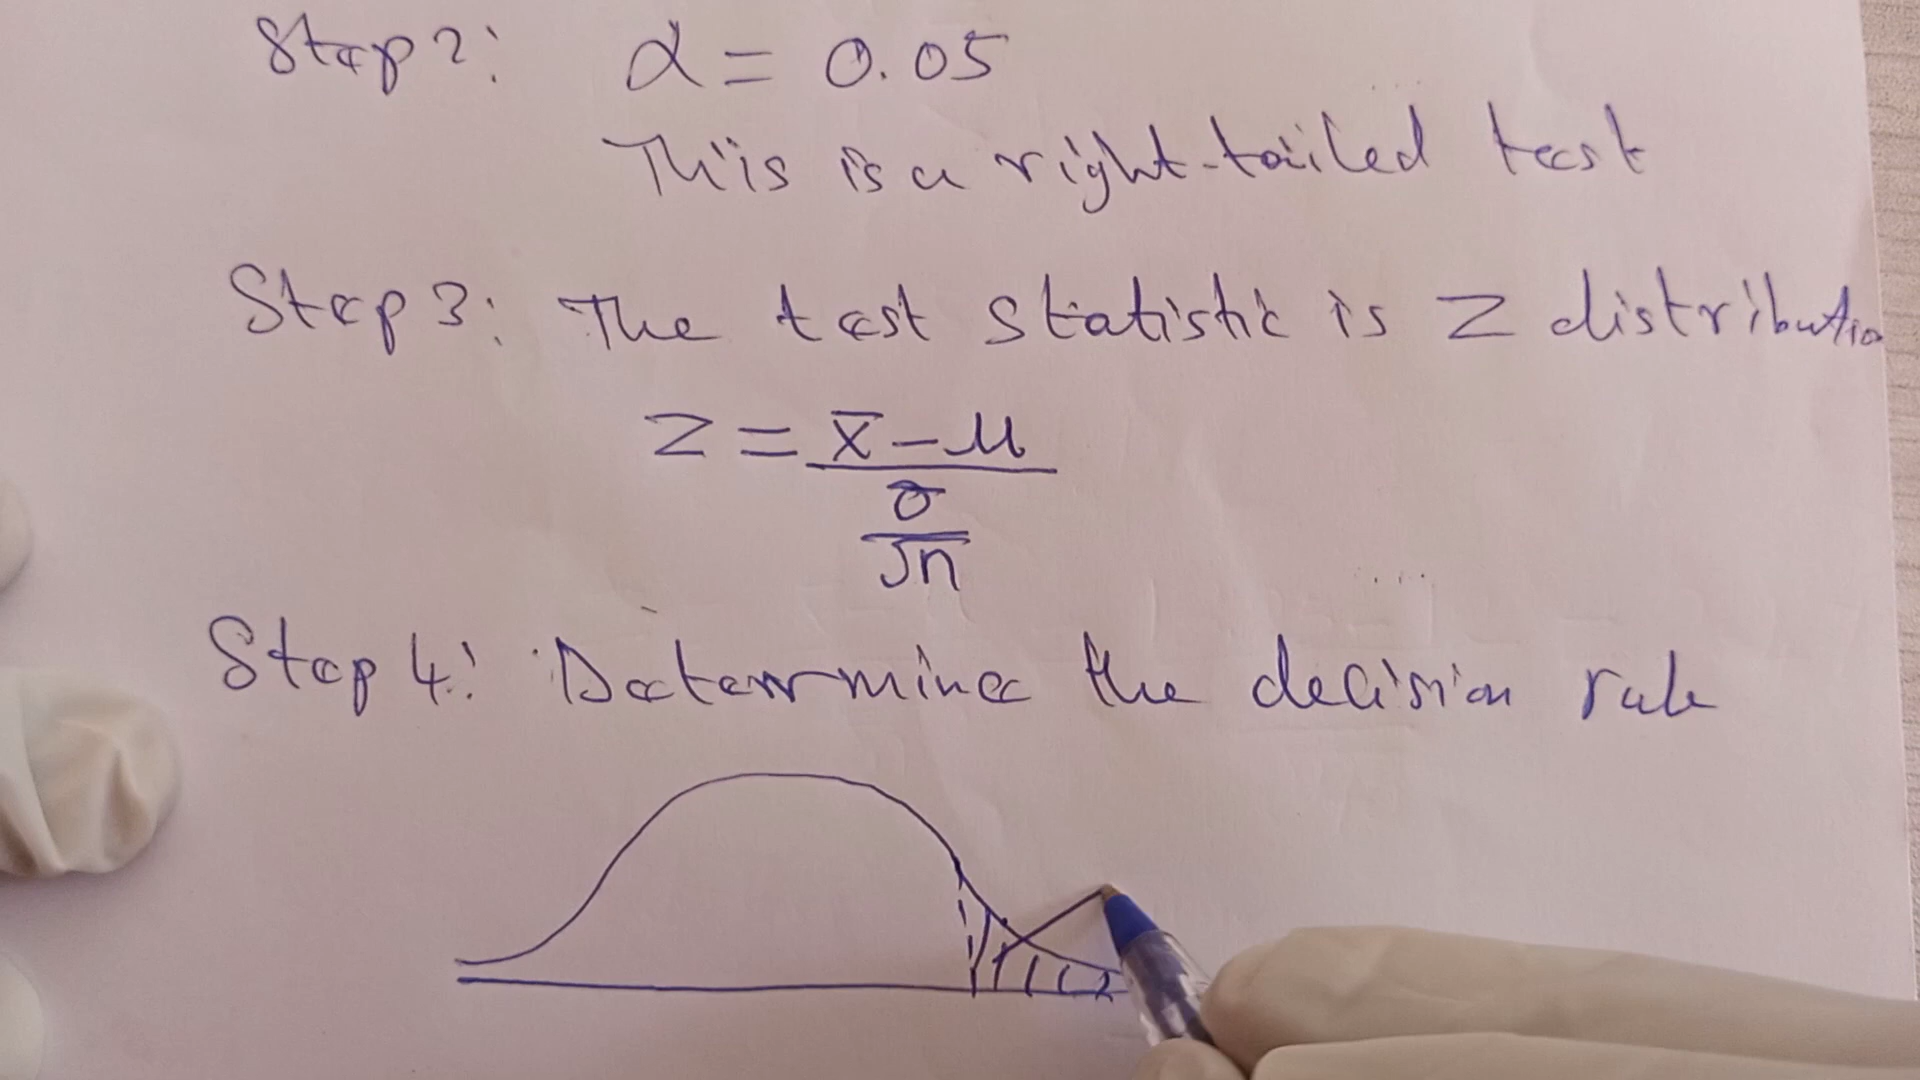 Step 2: α = 0.05
This is a right-tailed test
Step 3: The test statistic is Z distribution
Z = x̄ - μ
σ
√n
Step 4: Determine the decision rule